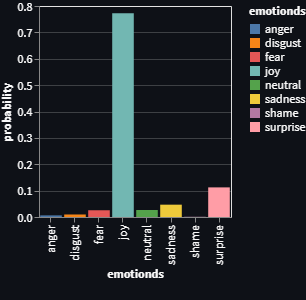 emotionds
anger
disgust
fear
joy
neutral
sadness
shame
surprise
probability
0.8
0.7
0.6
0.5
0.4
0.3
0.2
0.1
0.0
anger
disgust
fear
joy
neutral
sadness
shame
surprise
emotionds